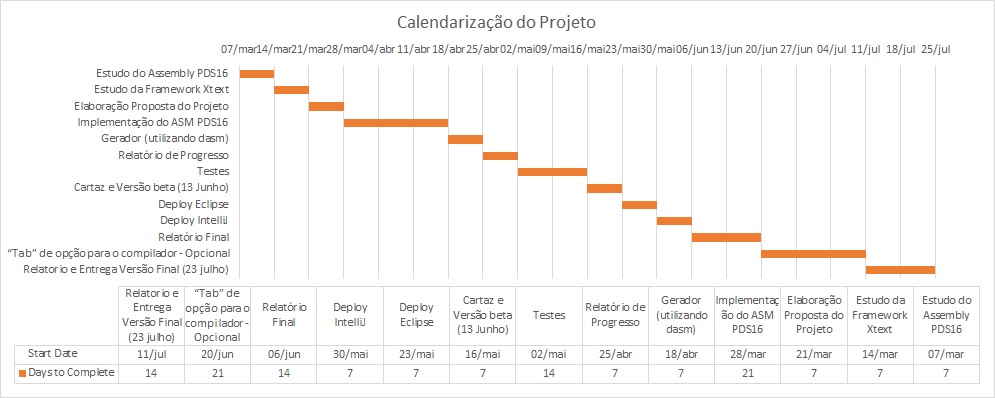 Calendarização do Projeto
07/mar 14/mar 21/mar 28/mar 04/abr 11/abr 18/abr 25/abr 02/mai 09/mai 16/mai 23/mai 30/mai 06/jun 13/jun 20/jun 27/jun 04/jul 11/jul 18/jul 25/jul
Estudo do Assembly PDS16
Estudo da Framework Xtext
Elaboração Proposta do Projeto
Implementação do ASM PDS16
Gerador (utilizando dasm)
Relatório de Progresso
Testes
Cartaz e Versão beta (13 Junho)
Deploy Eclipse
Deploy IntelliJ
Relatório Final
“Tab” de opção para o compilador - Opcional
Relatorio e Entrega Versão Final (23 julho)
Relatorio e
Entrega
Versão Final
(23 julho)
“Tab” de
opção para o
compilador -
Opcional
Relatório
Final
Deploy
IntelliJ
Deploy
Eclipse
Cartaz e
Versão beta
(13 Junho)
Testes
Relatório de
Progresso
Gerador
(utilizando
dasm)
Implementaç
ão do ASM
PDS16
Elaboração
Proposta do
Projeto
Estudo da
Framework
Xtext
Estudo do
Assembly
PDS16
Start Date 11/jul 20/jun 06/jun 30/mai 23/mai 16/mai 02/mai 25/abr 18/abr 28/mar 21/mar 14/mar 07/mar
Days to Complete 14 21 14 7 7 7 14 7 7 21 7 7 7